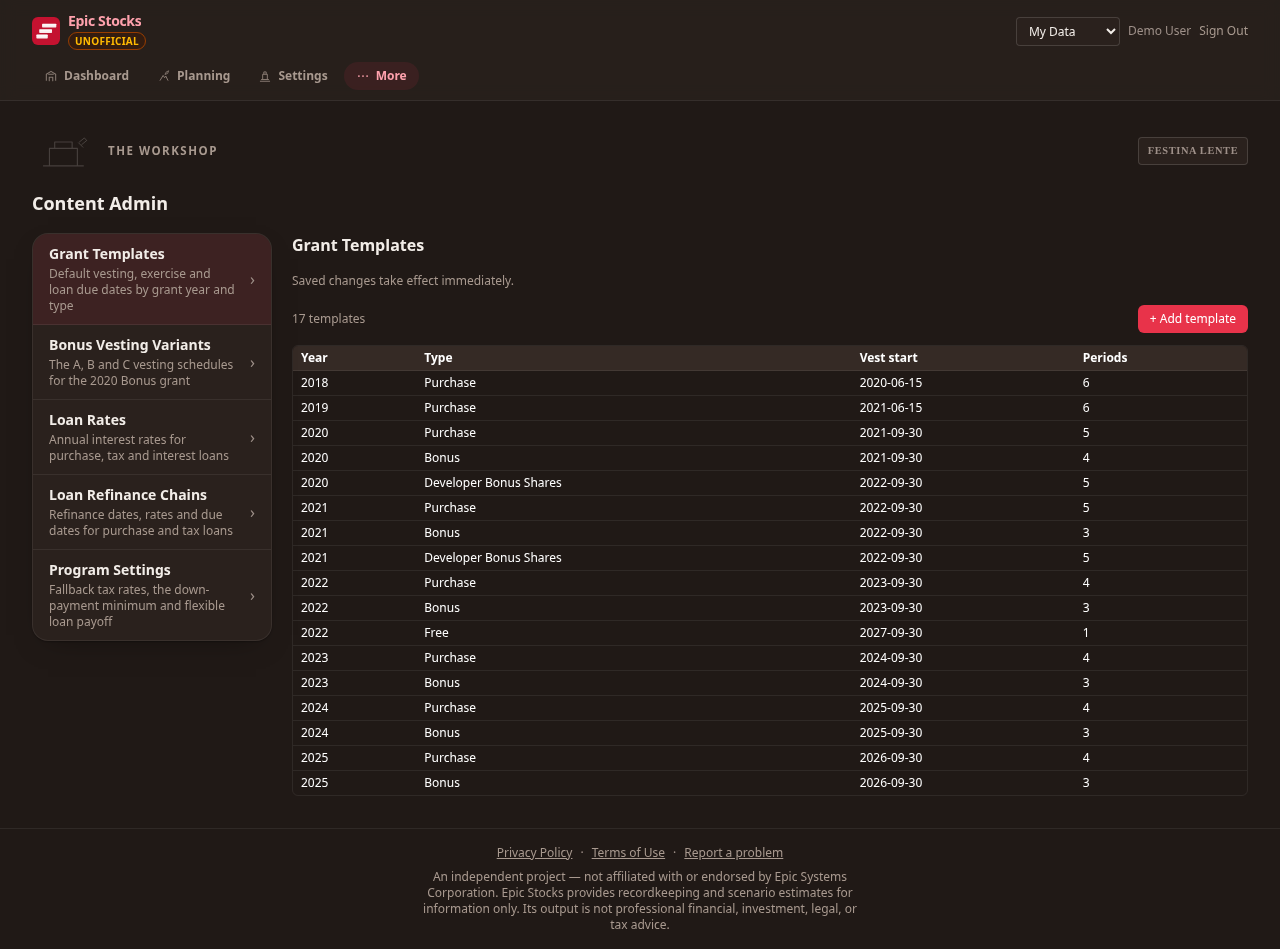 Epic Stocks
UNOFFICIAL
My Data
Demo User
Sign Out
Dashboard
Planning
Settings
More
THE WORKSHOP
FESTINA LENTE
Content Admin
Grant Templates
Default vesting, exercise and
loan due dates by grant year and
type
Bonus Vesting Variants
The A, B and C vesting schedules
for the 2020 Bonus grant
Loan Rates
Annual interest rates for
purchase, tax and interest loans
Loan Refinance Chains
Refinance dates, rates and due
dates for purchase and tax loans
Program Settings
Fallback tax rates, the down-
payment minimum and flexible
loan payoff
Grant Templates
Saved changes take effect immediately.
17 templates
+ Add template
Year Type Vest start Periods
2018 Purchase 2020-06-15 6
2019 Purchase 2021-06-15 6
2020 Purchase 2021-09-30 5
2020 Bonus 2021-09-30 4
2020 Developer Bonus Shares 2022-09-30 5
2021 Purchase 2022-09-30 5
2021 Bonus 2022-09-30 3
2021 Developer Bonus Shares 2022-09-30 5
2022 Purchase 2023-09-30 4
2022 Bonus 2023-09-30 3
2022 Free 2027-09-30 1
2023 Purchase 2024-09-30 4
2023 Bonus 2024-09-30 3
2024 Purchase 2025-09-30 4
2024 Bonus 2025-09-30 3
2025 Purchase 2026-09-30 4
2025 Bonus 2026-09-30 3
Privacy Policy · Terms of Use · Report a problem
An independent project — not affiliated with or endorsed by Epic Systems
Corporation. Epic Stocks provides recordkeeping and scenario estimates for
information only. Its output is not professional financial, investment, legal, or
tax advice.